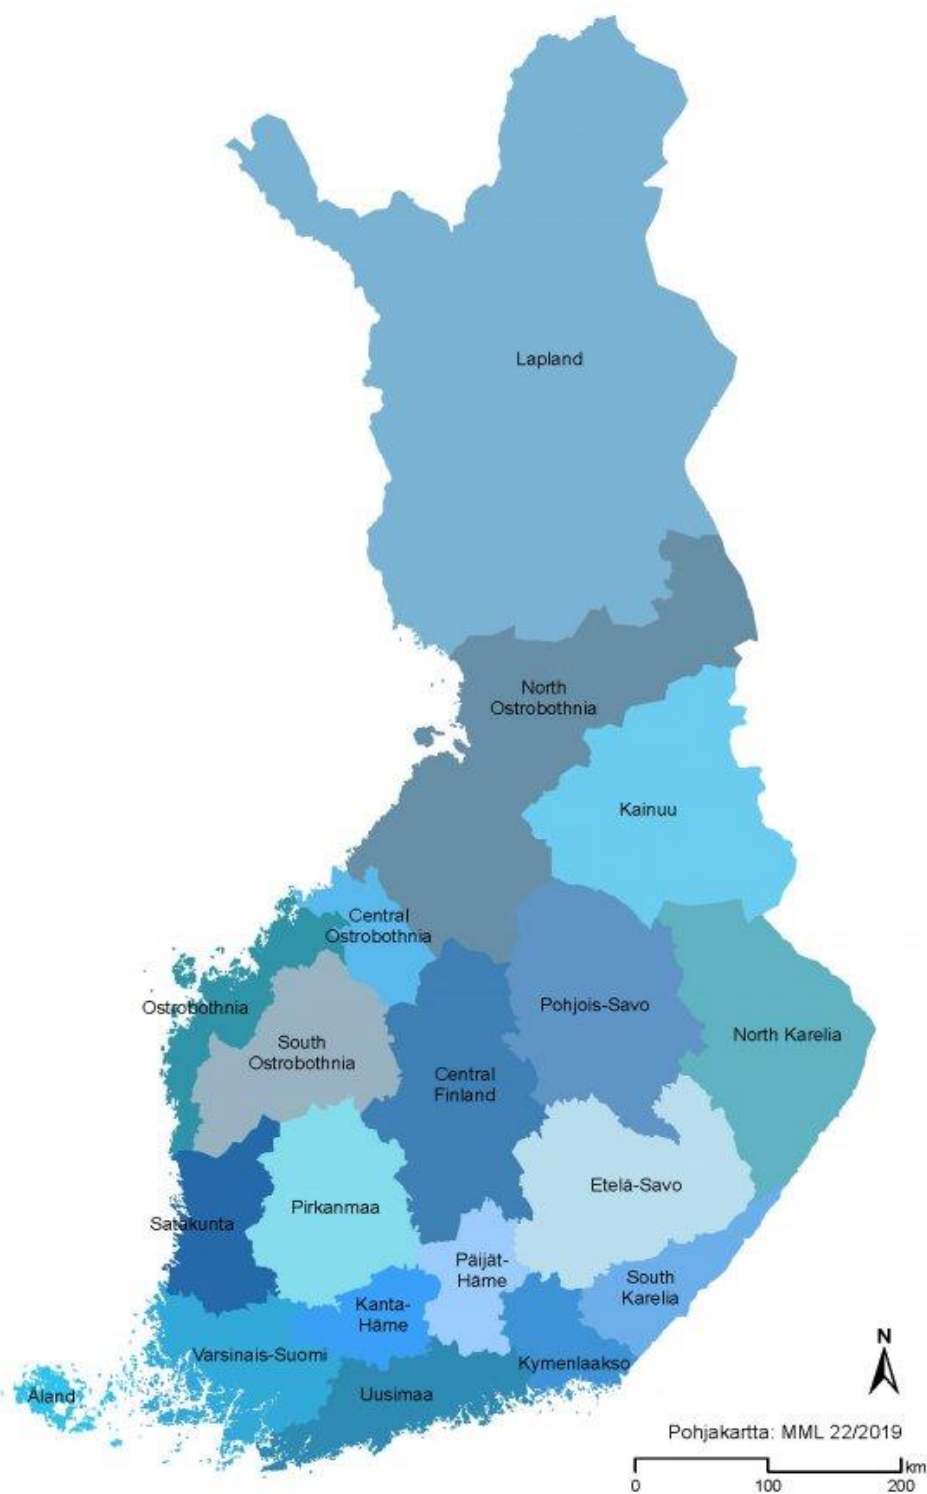 Lapland
North
Ostrobothnia
Kainuu
Central
Ostrobothnia
Ostrobothnia
Pohjois-Savo
North Karelia
South
Ostrobothnia
Central
Finland
Etelä-Savo
Pirkanmaa
Satakunta
Päijät-
Häme
South
Karelia
Kanta-
Häme
Varsinais-Suomi
Kymenlaakso
Åland
Uusimaa
N
Pohjakartta: MML 22/2019
km
0 100 200